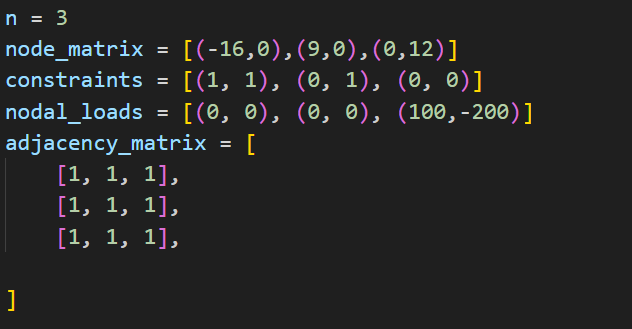 n = 3
node_matrix = [(-16,0),(9,0),(0,12)]
constraints = [(1, 1), (0, 1), (0, 0)]
nodal_loads = [(0, 0), (0, 0), (100,-200)]
adjacency_matrix = [
    [1, 1, 1],
    [1, 1, 1],
    [1, 1, 1],
]